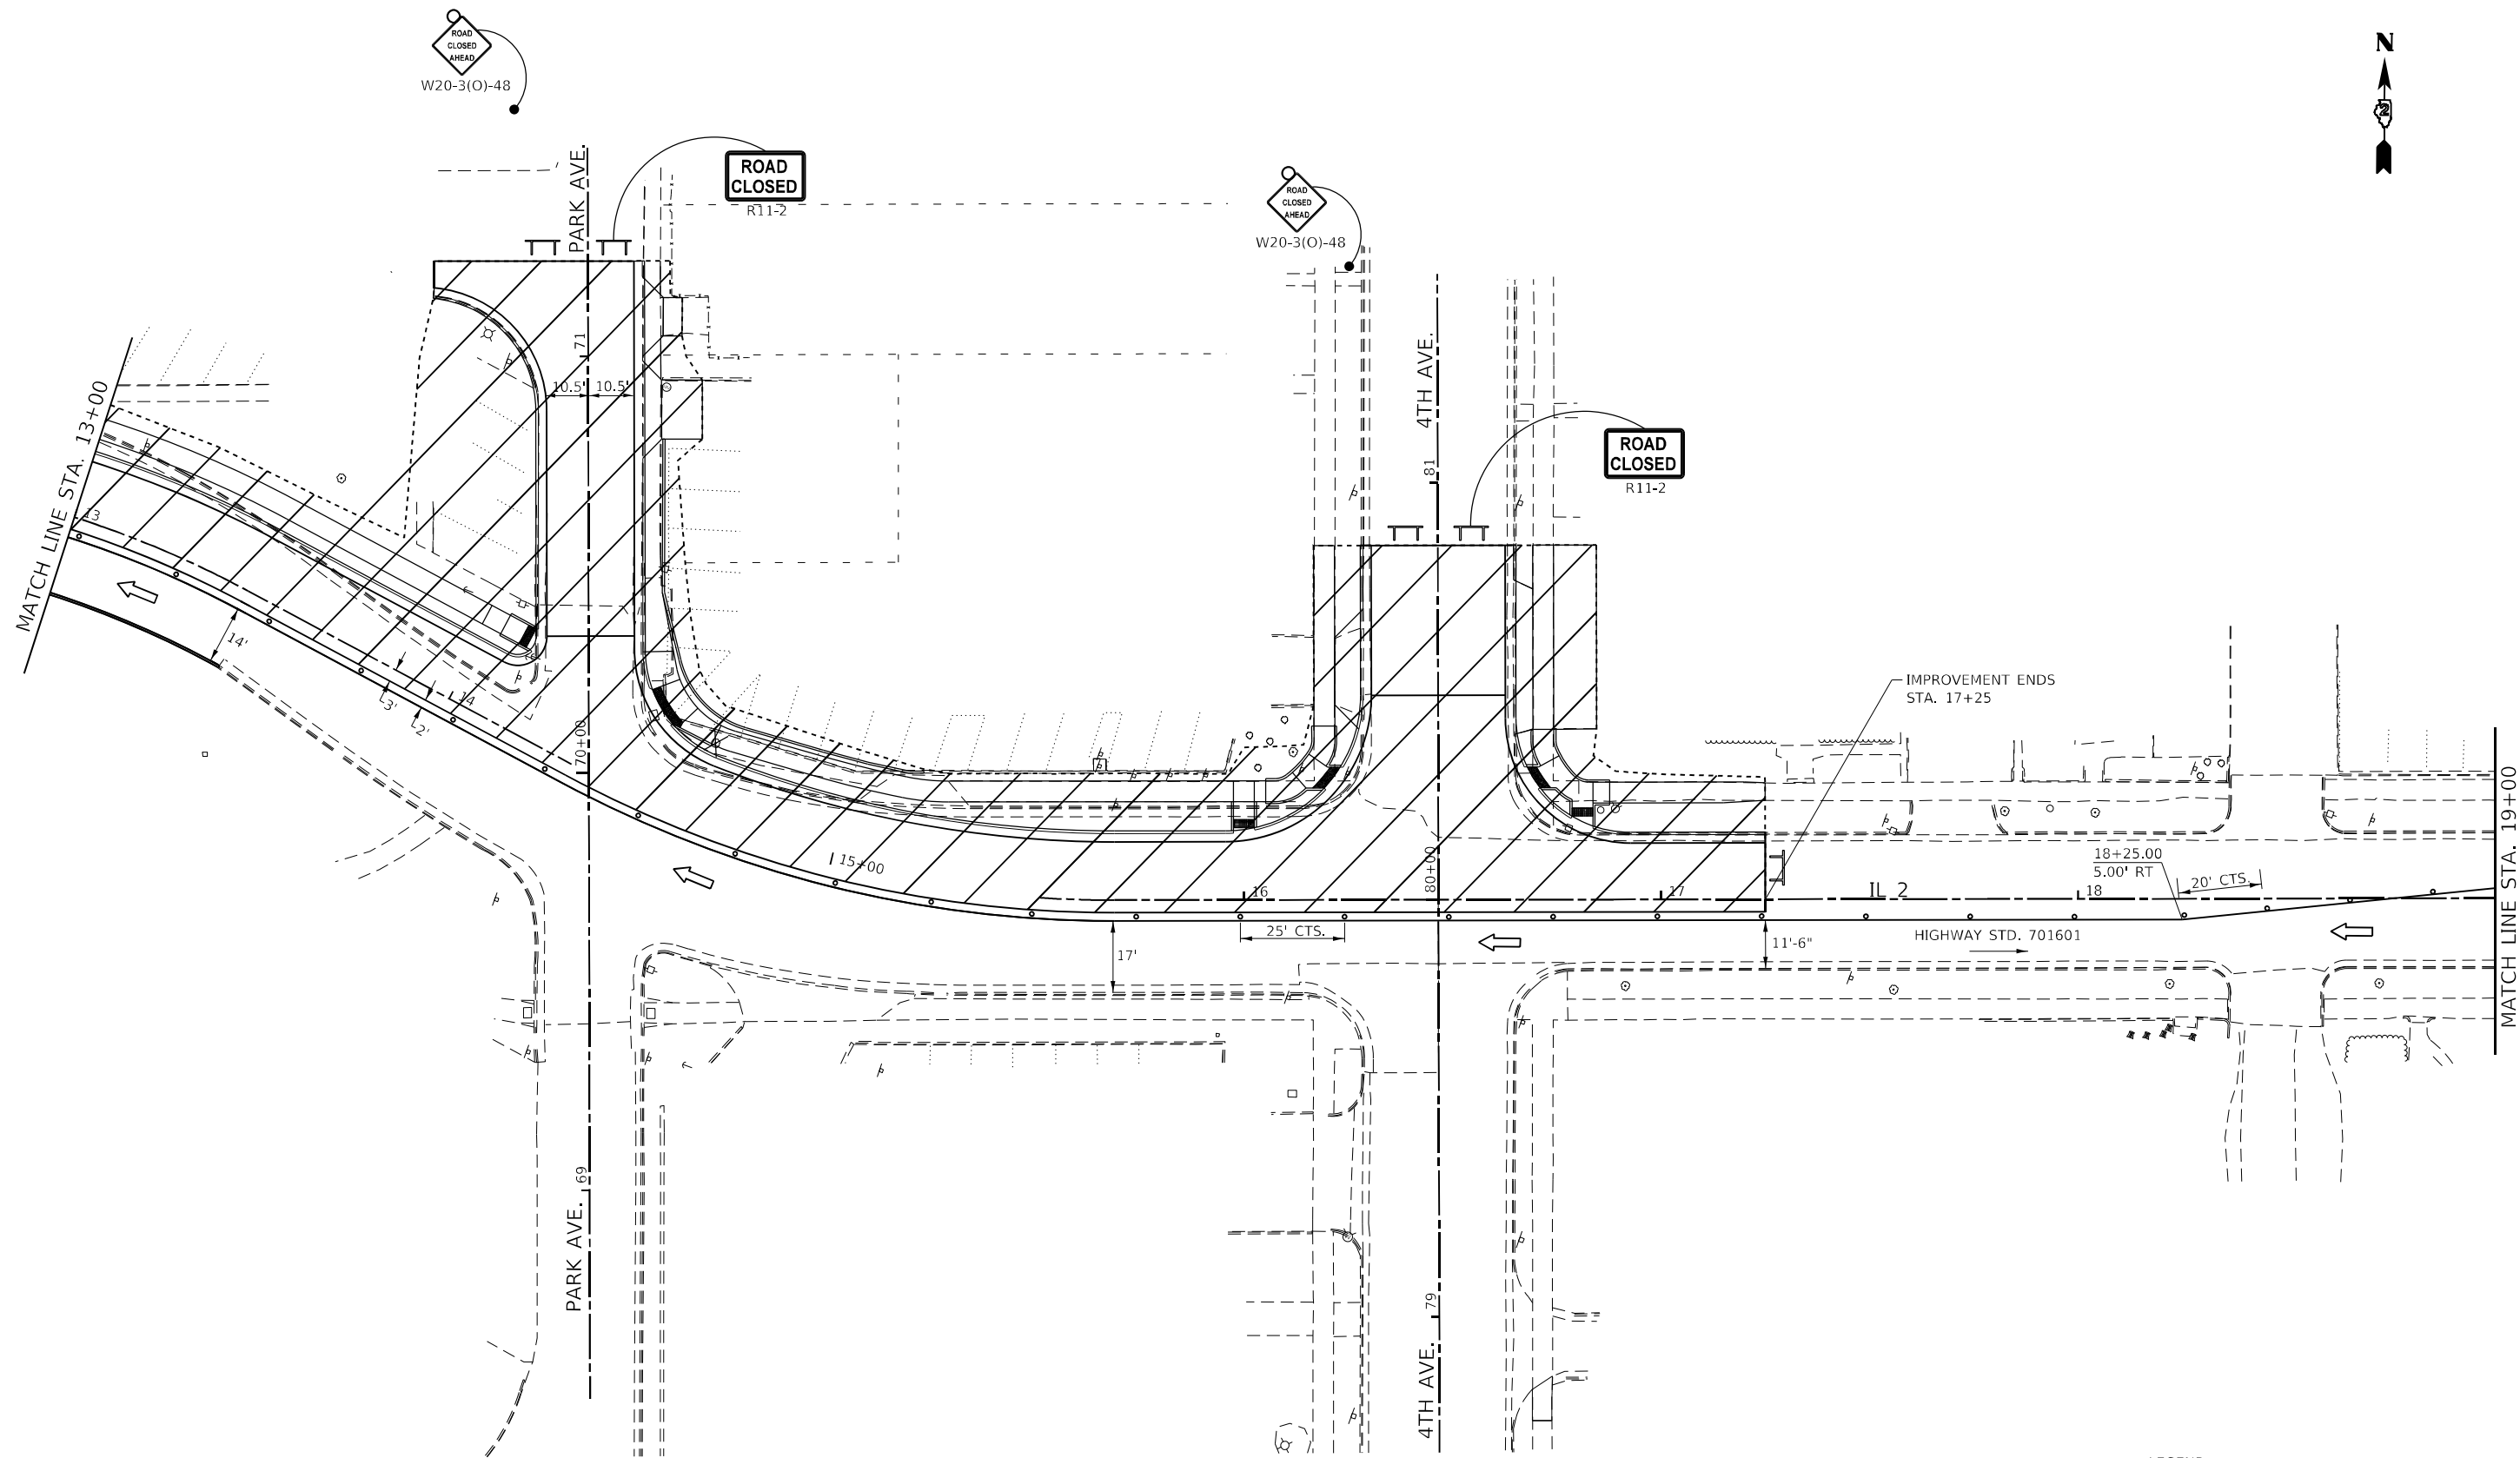 ROAD
CLOSED
AHEAD
W20-3(O)-48
N
2
PARK AVE.
ROAD
CLOSED
R11-2
ROAD
CLOSED
AHEAD
W20-3(O)-48
71
10.5' 10.5'
4TH AVE.
81
ROAD
CLOSED
R11-2
MATCH LINE STA. 13+00
13
14'
3'
2'
14
70+00
15+00
IMPROVEMENT ENDS
STA. 17+25
16
80+00
17
IL 2
18
18+25.00
5.00' RT
20' CTS.
25' CTS.
17'
11'-6"
HIGHWAY STD. 701601
MATCH LINE STA. 19+00
69
PARK AVE.
79
4TH AVE.